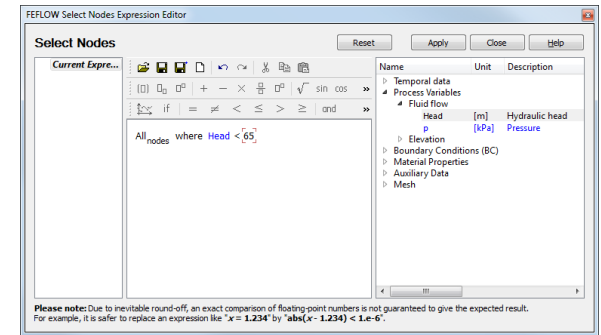 FEFLOW Select Nodes Expression Editor
Select Nodes
Reset
Apply
Close
Help
Current Expre...
sin cos »
if = ≠ < ≤ > ≥ and »
All nodes where Head < 65
Name Unit Description
Temporal data
Process Variables
Fluid flow
Head [m] Hydraulic head
p [kPa] Pressure
Elevation
Boundary Conditions (BC)
Material Properties
Auxiliary Data
Mesh
Please note: Due to inevitable round-off, an exact comparison of floating-point numbers is not guaranteed to give the expected result.
For example, it is safer to replace an expression like "x = 1.234" by "abs(x - 1.234) < 1.e-6".